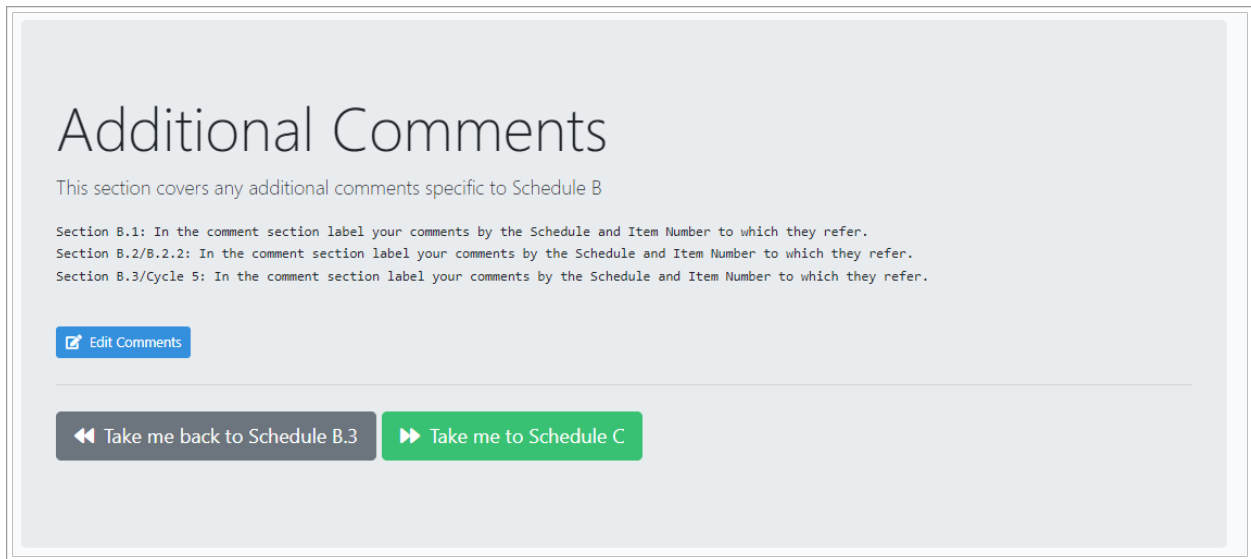 Additional Comments
This section covers any additional comments specific to Schedule B
Section B.1: In the comment section label your comments by the Schedule and Item Number to which they refer.
Section B.2/B.2.2: In the comment section label your comments by the Schedule and Item Number to which they refer.
Section B.3/Cycle 5: In the comment section label your comments by the Schedule and Item Number to which they refer.
Edit Comments
Take me back to Schedule B.3
Take me to Schedule C